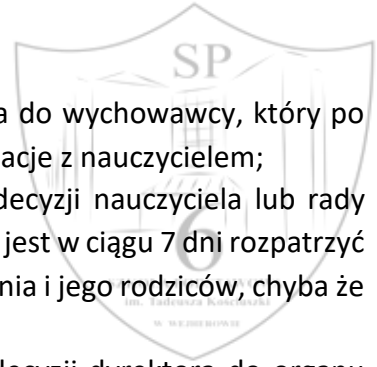 SP
a do wychowawcy, który po
acje z nauczycielem;
decyzji nauczyciela lub rady
jest w ciągu 7 dni rozpatrzyć
6
nia i jego rodziców, chyba że
im. Tadeusza Kościuszki
W WEJHEROWIE
decyzji dyrektora do organu